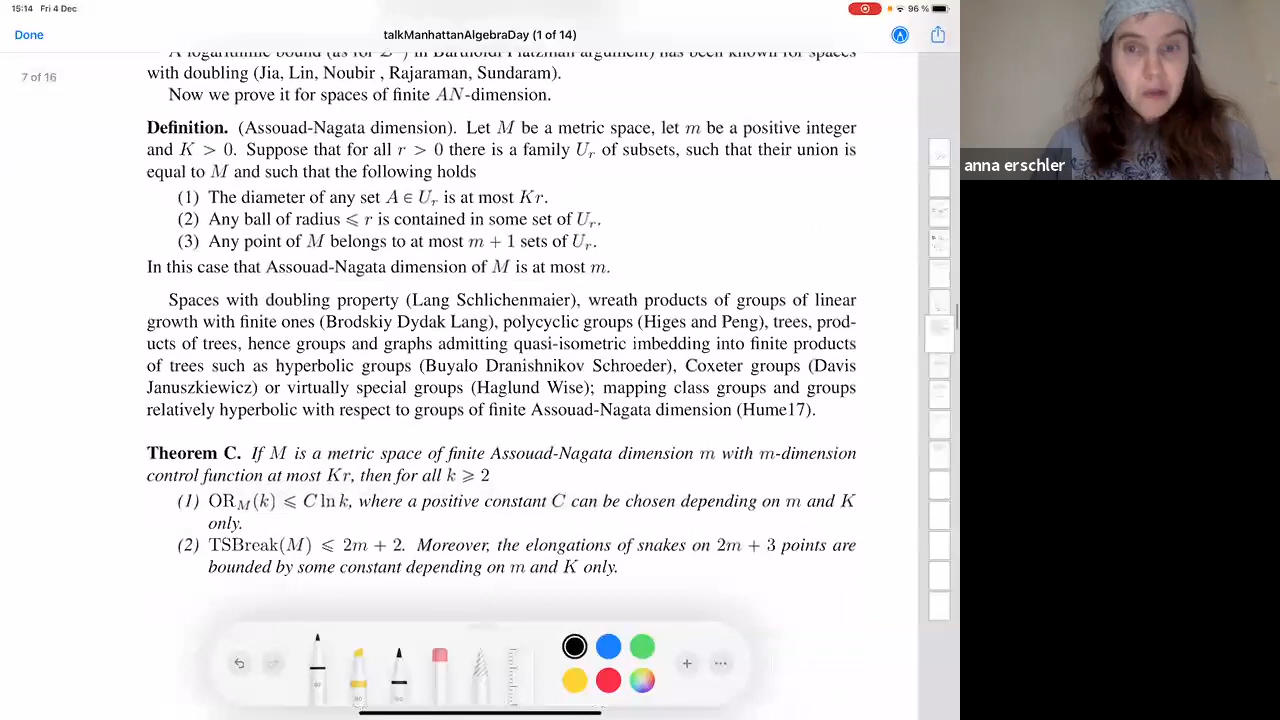 15:14 Fri 4 Dec
96 %
Done
talkManhattanAlgebraDay (1 of 14)
7 of 16
A logarithmic bound (as for in Bartholdi Platzman argument) has been known for spaces
with doubling (Jia, Lin, Noubir , Rajaraman, Sundaram).
Now we prove it for spaces of finite AN-dimension.
Definition. (Assouad-Nagata dimension). Let M be a metric space, let m be a positive integer
and K > 0. Suppose that for all r > 0 there is a family U_r of subsets, such that their union is
equal to M and such that the following holds
(1) The diameter of any set A ∈ U_r is at most Kr.
(2) Any ball of radius ⩽ r is contained in some set of U_r.
(3) Any point of M belongs to at most m + 1 sets of U_r.
In this case that Assouad-Nagata dimension of M is at most m.
Spaces with doubling property (Lang Schlichenmaier), wreath products of groups of linear
growth with finite ones (Brodskiy Dydak Lang), polycyclic groups (Higes and Peng), trees, prod-
ucts of trees, hence groups and graphs admitting quasi-isometric imbedding into finite products
of trees such as hyperbolic groups (Buyalo Dranishnikov Schroeder), Coxeter groups (Davis
Januszkiewicz) or virtually special groups (Haglund Wise); mapping class groups and groups
relatively hyperbolic with respect to groups of finite Assouad-Nagata dimension (Hume17).
Theorem C. If M is a metric space of finite Assouad-Nagata dimension m with m-dimension
control function at most Kr, then for all k ⩾ 2
(1) OR_M(k) ⩽ C ln k, where a positive constant C can be chosen depending on m and K
only.
(2) TSBreak(M) ⩽ 2m + 2. Moreover, the elongations of snakes on 2m + 3 points are
bounded by some constant depending on m and K only.
anna erschler